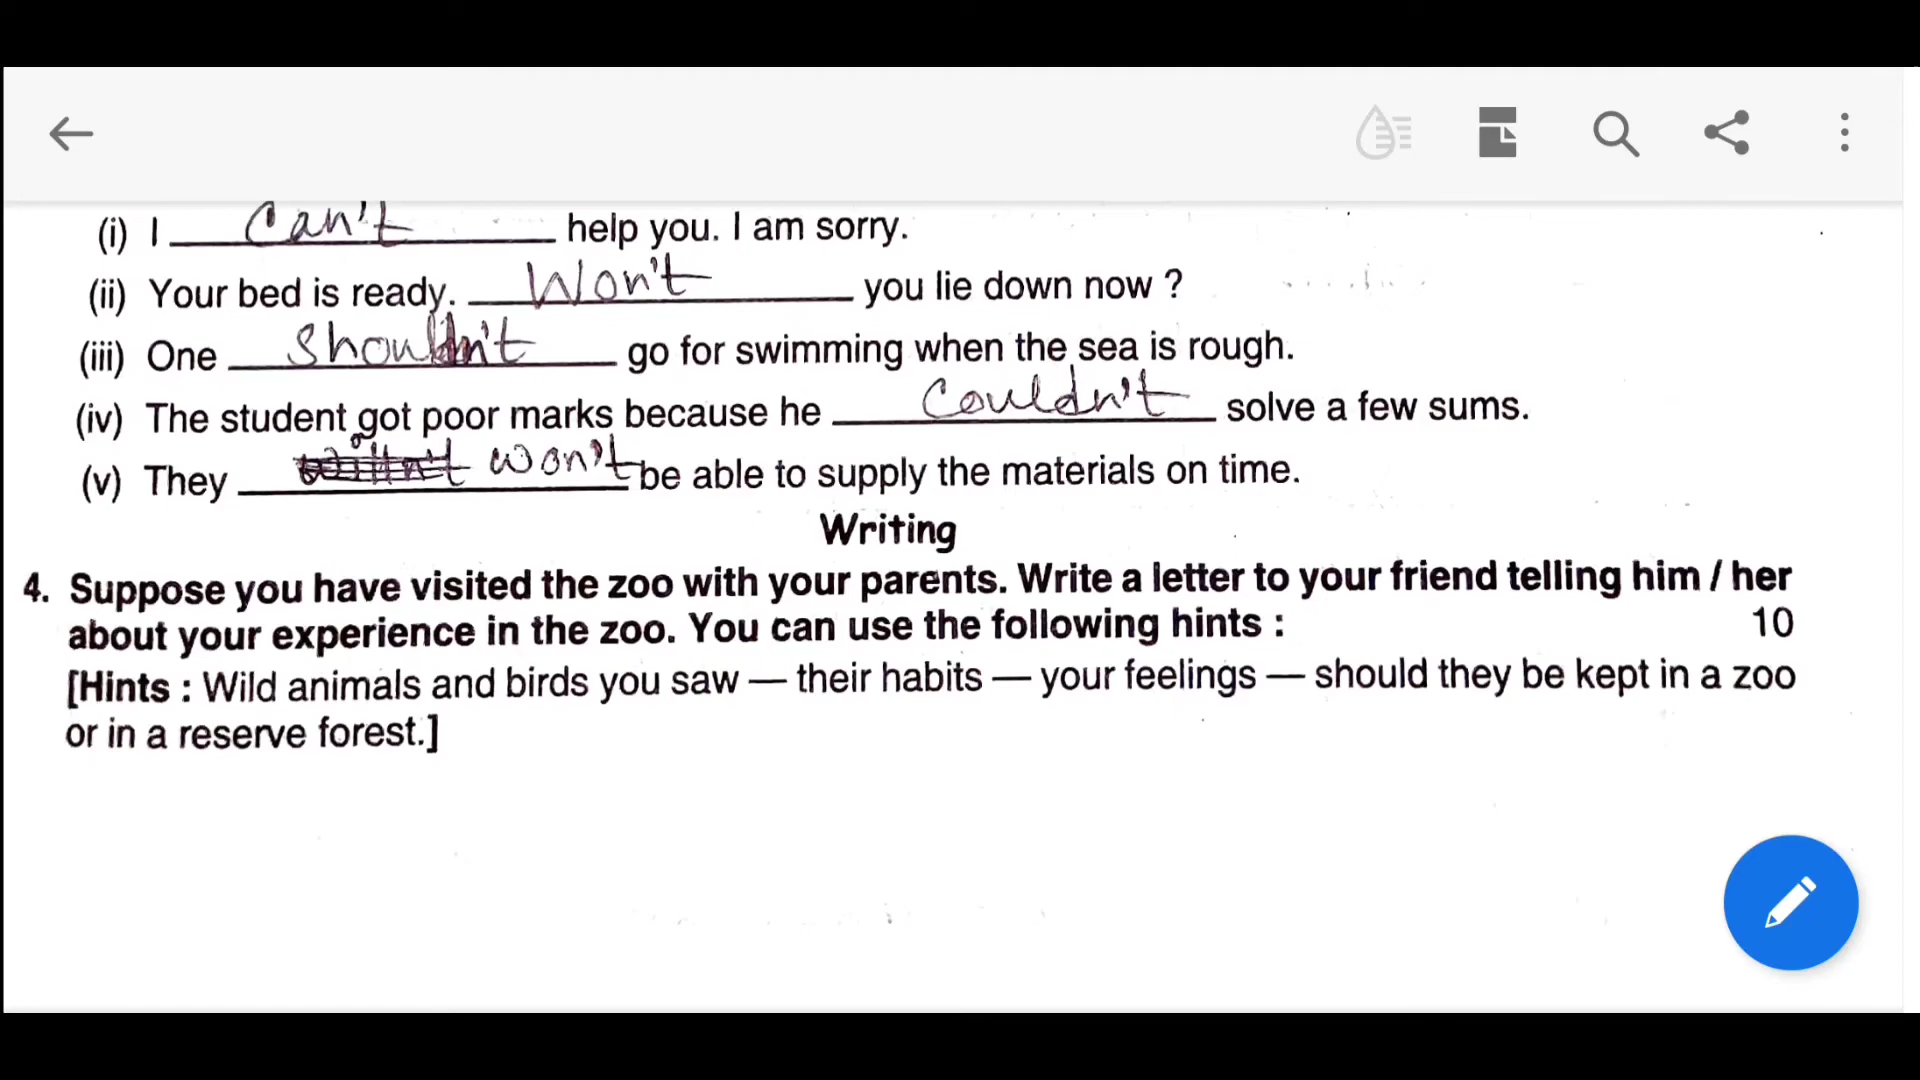 (i) I can't help you. I am sorry.
(ii) Your bed is ready. Won't you lie down now ?
(iii) One shouldn't go for swimming when the sea is rough.
(iv) The student got poor marks because he couldn't solve a few sums.
(v) They won't be able to supply the materials on time.
Writing
4. Suppose you have visited the zoo with your parents. Write a letter to your friend telling him / her
about your experience in the zoo. You can use the following hints : 10
[Hints : Wild animals and birds you saw — their habits — your feelings — should they be kept in a zoo
or in a reserve forest.]